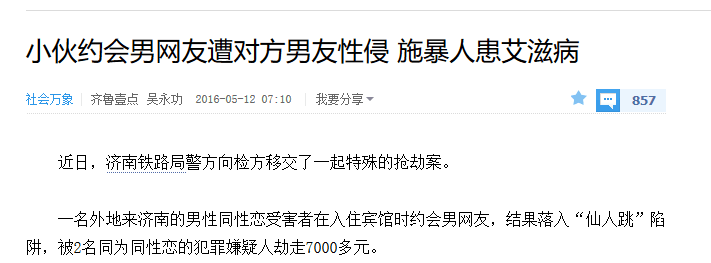 小伙约会男网友遭对方男友性侵 施暴人患艾滋病
社会万象 齐鲁壹点 吴永功 2016-05-12 07:10 我要分享 857
近日，济南铁路局警方向检方移交了一起特殊的抢劫案。
一名外地来济南的男性同性恋受害者在入住宾馆时约会男网友，结果落入“仙人跳”陷
阱，被2名同为同性恋的犯罪嫌疑人劫走7000多元。